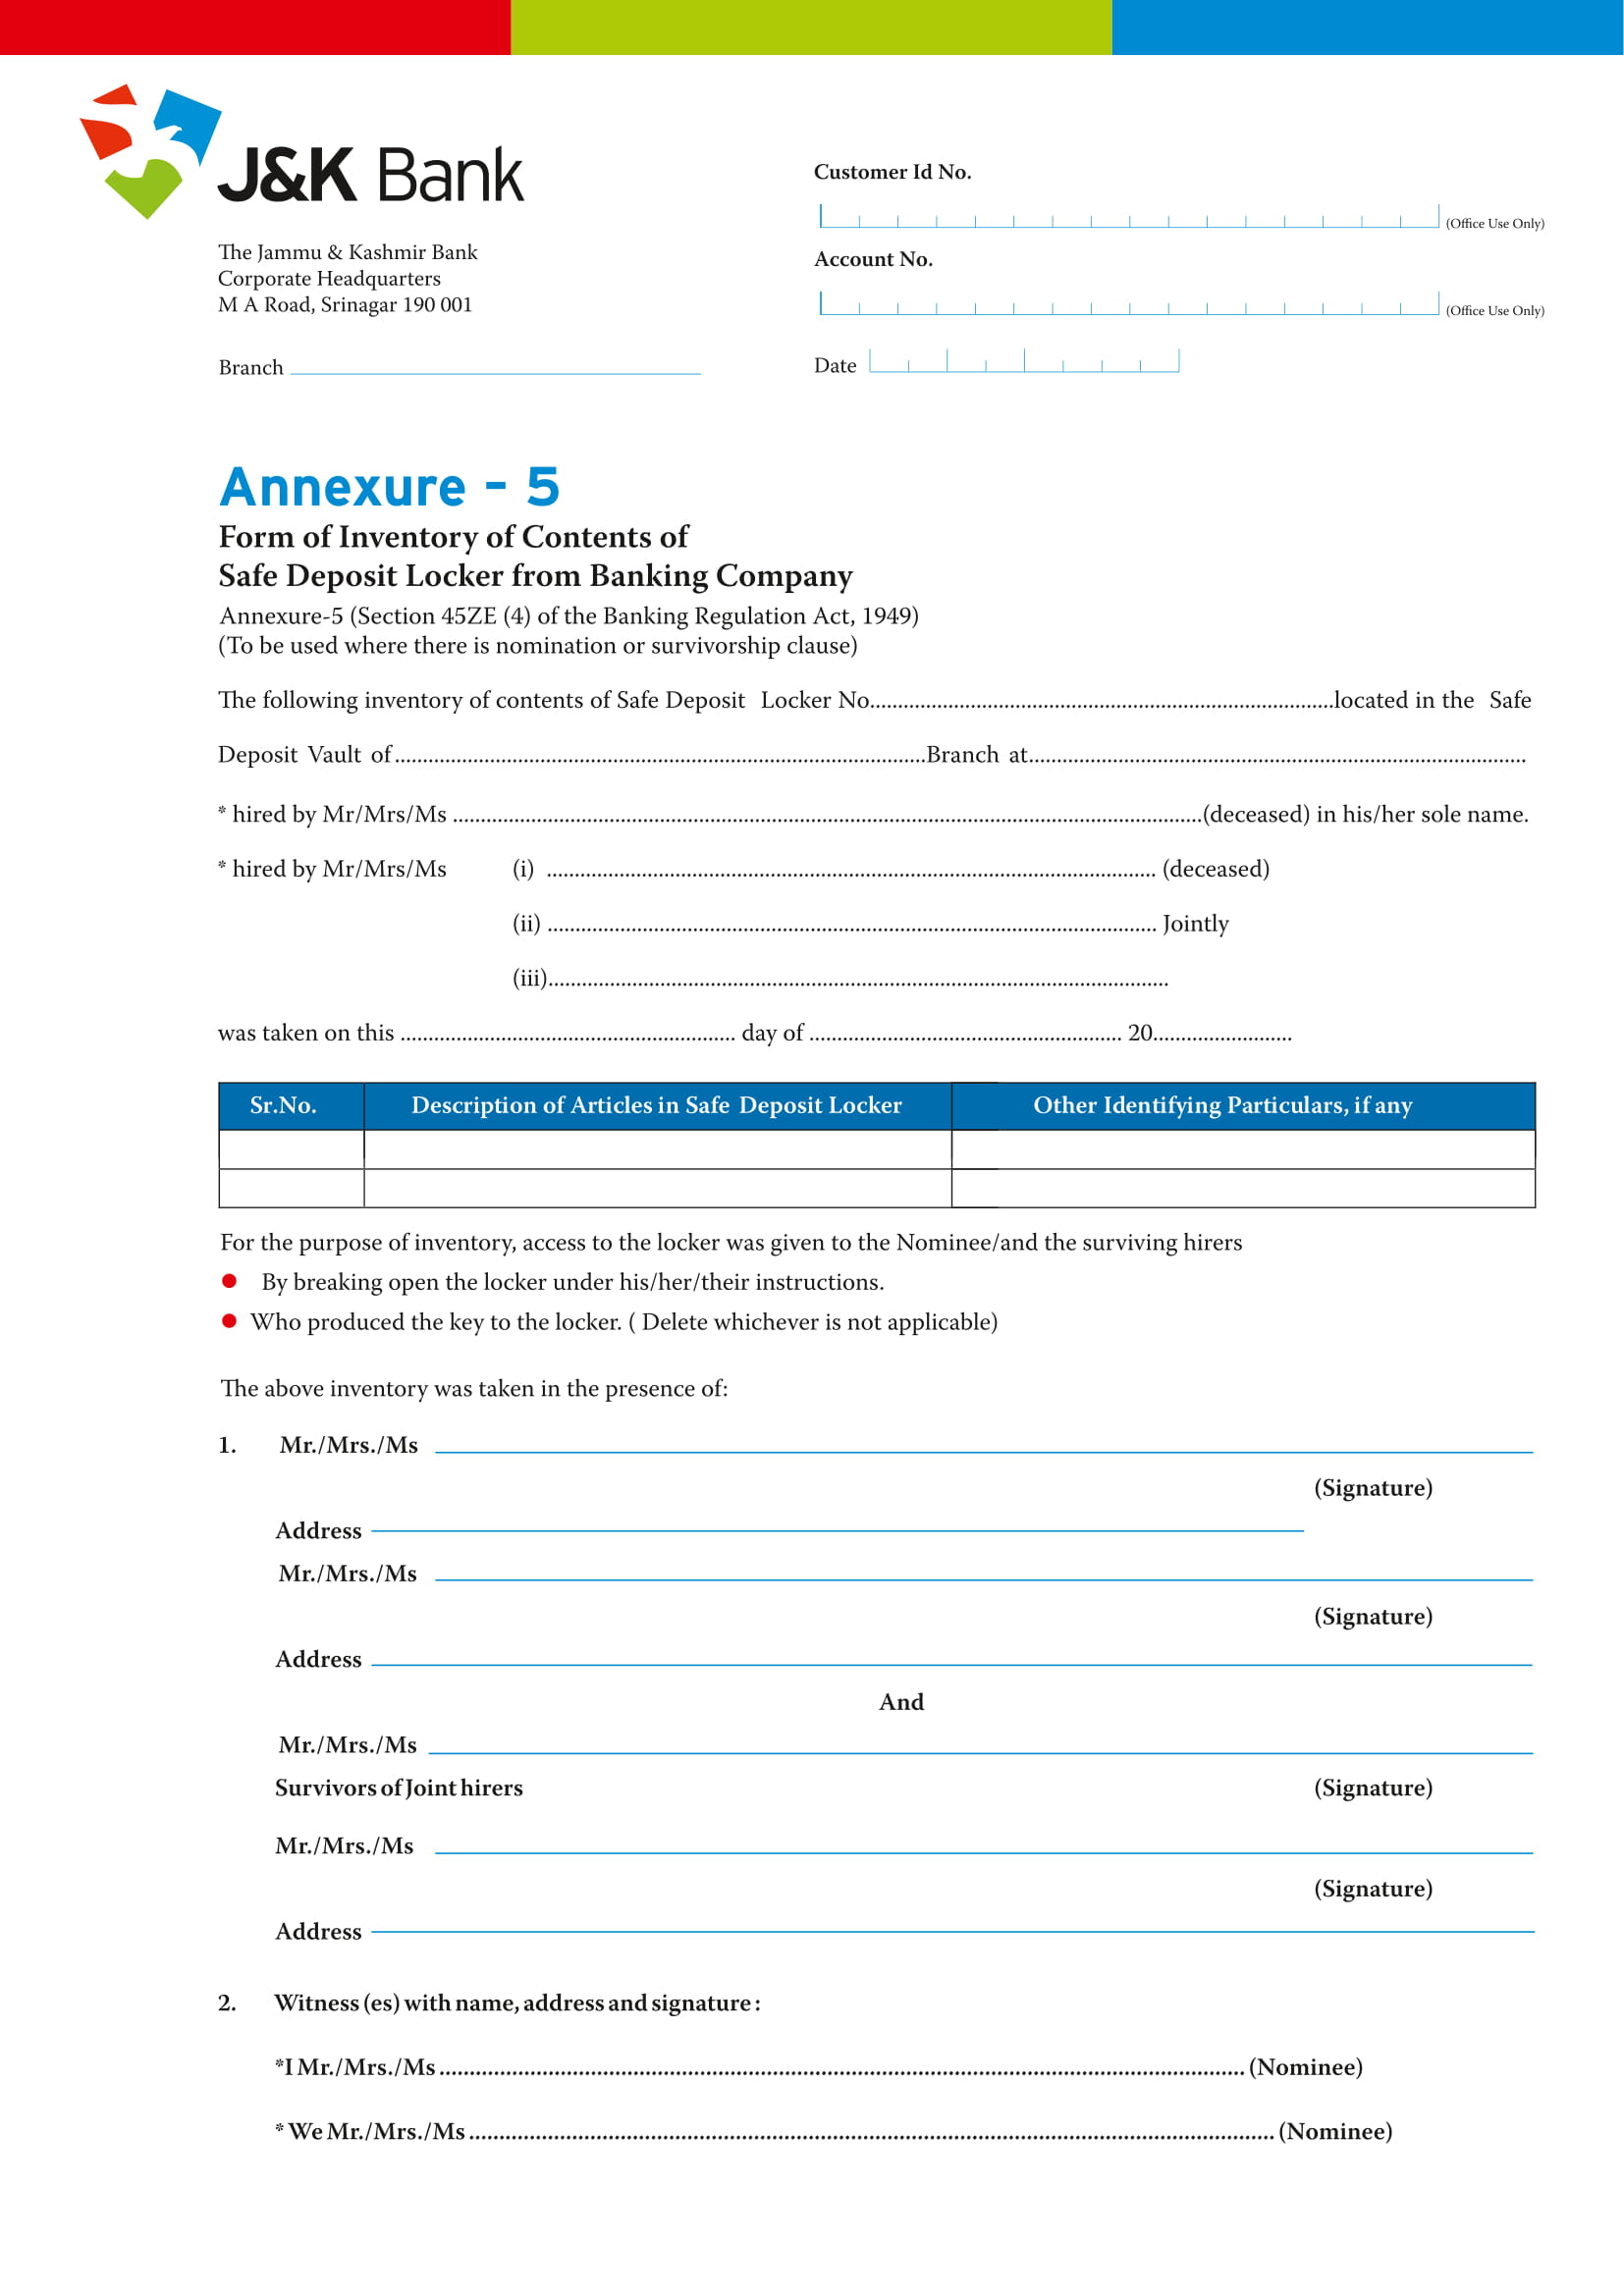 J&K Bank
The Jammu & Kashmir Bank
Corporate Headquarters
M A Road, Srinagar 190 001
Branch
Customer Id No.
(Office Use Only)
Account No.
(Office Use Only)
Date
Annexure - 5
Form of Inventory of Contents of
Safe Deposit Locker from Banking Company
Annexure-5 (Section 45ZE (4) of the Banking Regulation Act, 1949)
(To be used where there is nomination or survivorship clause)
The following inventory of contents of Safe Deposit Locker No...................................................................................located in the Safe
Deposit Vault of...............................................................................................Branch at.........................................................................................
* hired by Mr/Mrs/Ms ......................................................................................................................................(deceased) in his/her sole name.
* hired by Mr/Mrs/Ms (i) ............................................................................................................. (deceased)
(ii) ............................................................................................................. Jointly
(iii)...............................................................................................................
was taken on this ............................................................ day of ........................................................ 20.........................
Sr.No. Description of Articles in Safe Deposit Locker Other Identifying Particulars, if any
For the purpose of inventory, access to the locker was given to the Nominee/and the surviving hirers
● By breaking open the locker under his/her/their instructions.
● Who produced the key to the locker. ( Delete whichever is not applicable)
The above inventory was taken in the presence of:
1. Mr./Mrs./Ms
(Signature)
Address
Mr./Mrs./Ms
(Signature)
Address
And
Mr./Mrs./Ms
Survivors of Joint hirers (Signature)
Mr./Mrs./Ms
(Signature)
Address
2. Witness (es) with name, address and signature :
*I Mr./Mrs./Ms ........................................................................................................................................ (Nominee)
* We Mr./Mrs./Ms ........................................................................................................................................ (Nominee)